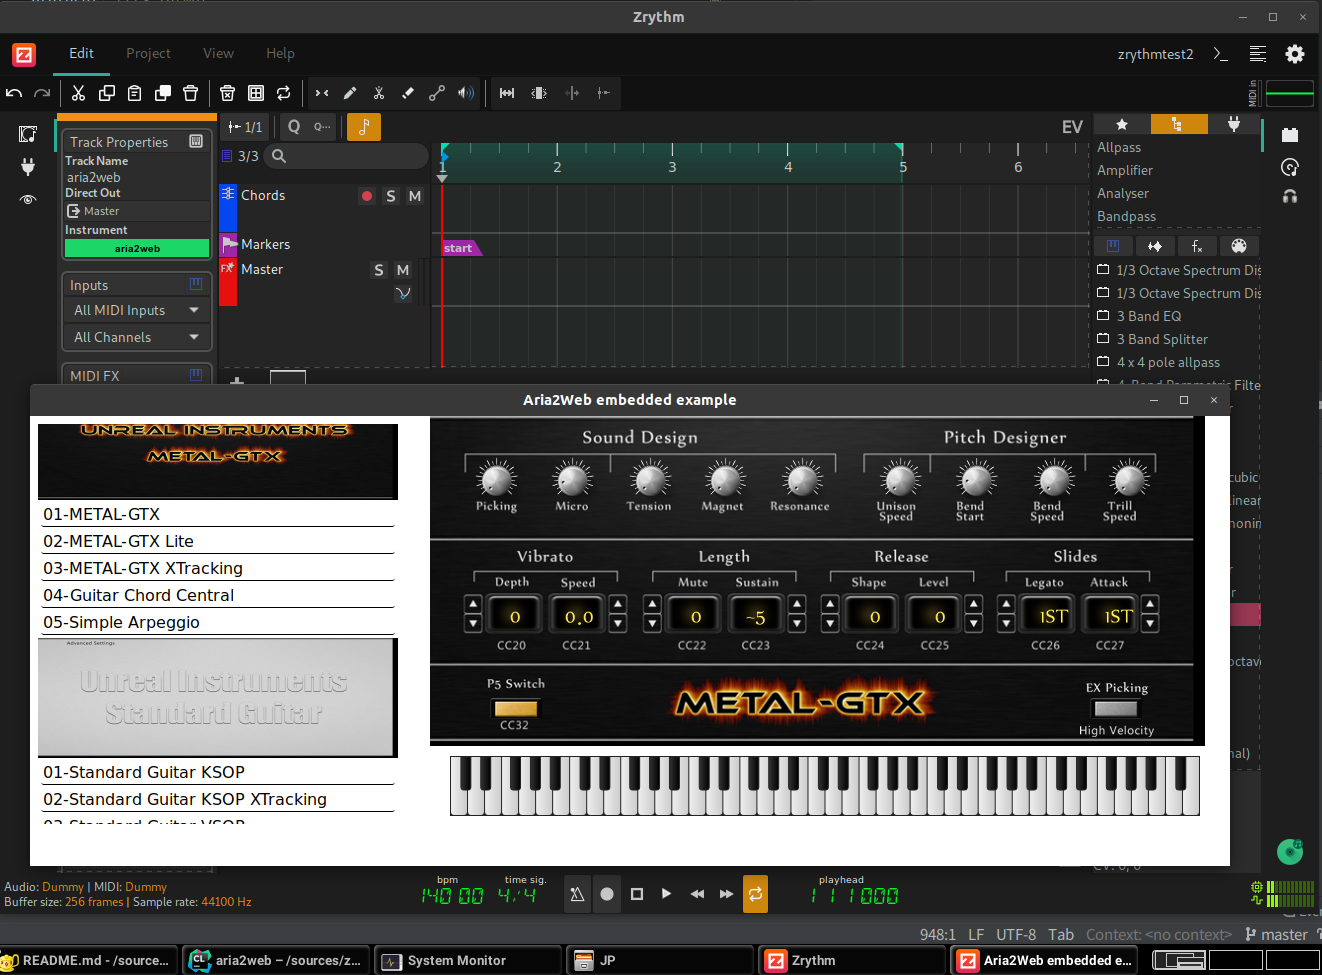 Zrythm
Edit Project View Help
zrythmtest2
MIDI in
1/1
Q
EV
Track Properties
Track Name
aria2web
Direct Out
Master
Instrument
aria2web
Inputs
All MIDI Inputs
All Channels
MIDI FX
3/3
1 2 3 4 5 6
Chords
S M
Markers
start
Master
S M
Allpass
Amplifier
Analyser
Bandpass
1/3 Octave Spectrum Dis
1/3 Octave Spectrum Dis
3 Band EQ
3 Band Splitter
4 x 4 pole allpass
Aria2Web embedded example
UNREAL INSTRUMENTS
METAL-GTX
01-METAL-GTX
02-METAL-GTX Lite
03-METAL-GTX XTracking
04-Guitar Chord Central
05-Simple Arpeggio
Advanced Settings
Unreal Instruments
Standard Guitar
01-Standard Guitar KSOP
02-Standard Guitar KSOP XTracking
Sound Design
Picking Micro Tension Magnet Resonance
Pitch Designer
Unison Speed Bend Start Bend Speed Trill Speed
Vibrato Length Release Slides
Depth Speed Mute Sustain Shape Level Legato Attack
0 0.0 0 ~5 0 0 1ST 1ST
CC20 CC21 CC22 CC23 CC24 CC25 CC26 CC27
P5 Switch
CC32
METAL-GTX
EX Picking
High Velocity
Audio: Dummy | MIDI: Dummy
Buffer size: 256 frames | Sample rate: 44100 Hz
bpm
140.00
time sig.
4/4
playhead
1 1 1 000
948:1 LF UTF-8 Tab Context: <no context> master
README.md - /source...
aria2web – /sources/z...
System Monitor
JP
Zrythm
Aria2Web embedded e...